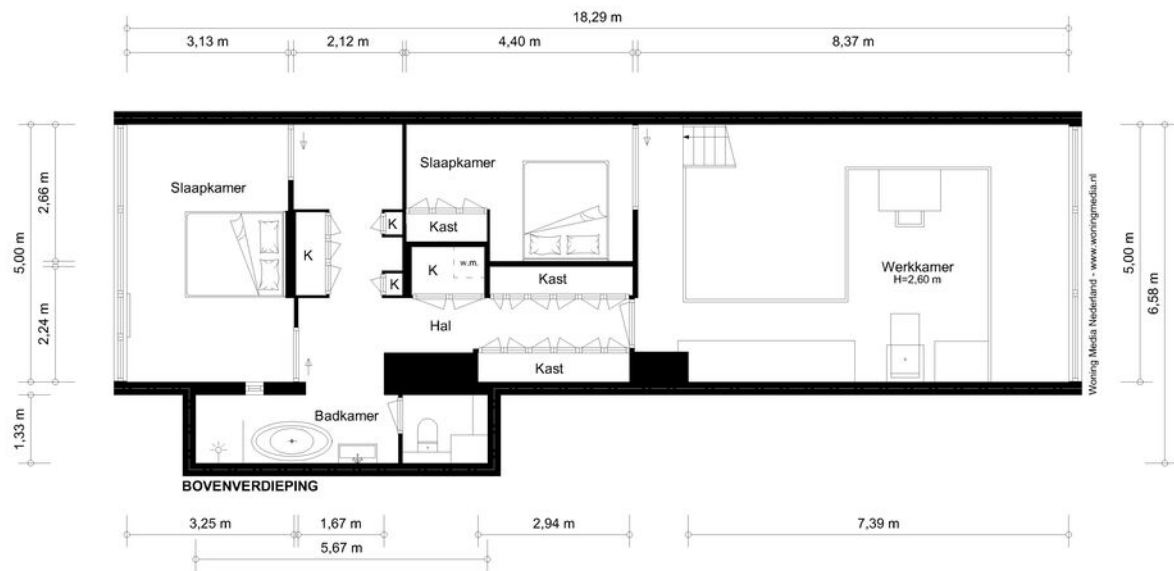 18,29 m
3,13 m
2,12 m
4,40 m
8,37 m
Slaapkamer
Slaapkamer
2,66 m
5,00 m
2,24 m
1,33 m
K
K
K
Kast
K
w.m.
Kast
Hal
Kast
Werkkamer
H=2,60 m
Woning Media Nederland - www.woningmedia.nl
5,00 m
6,58 m
Badkamer
BOVENVERDIEPING
3,25 m
1,67 m
2,94 m
7,39 m
5,67 m